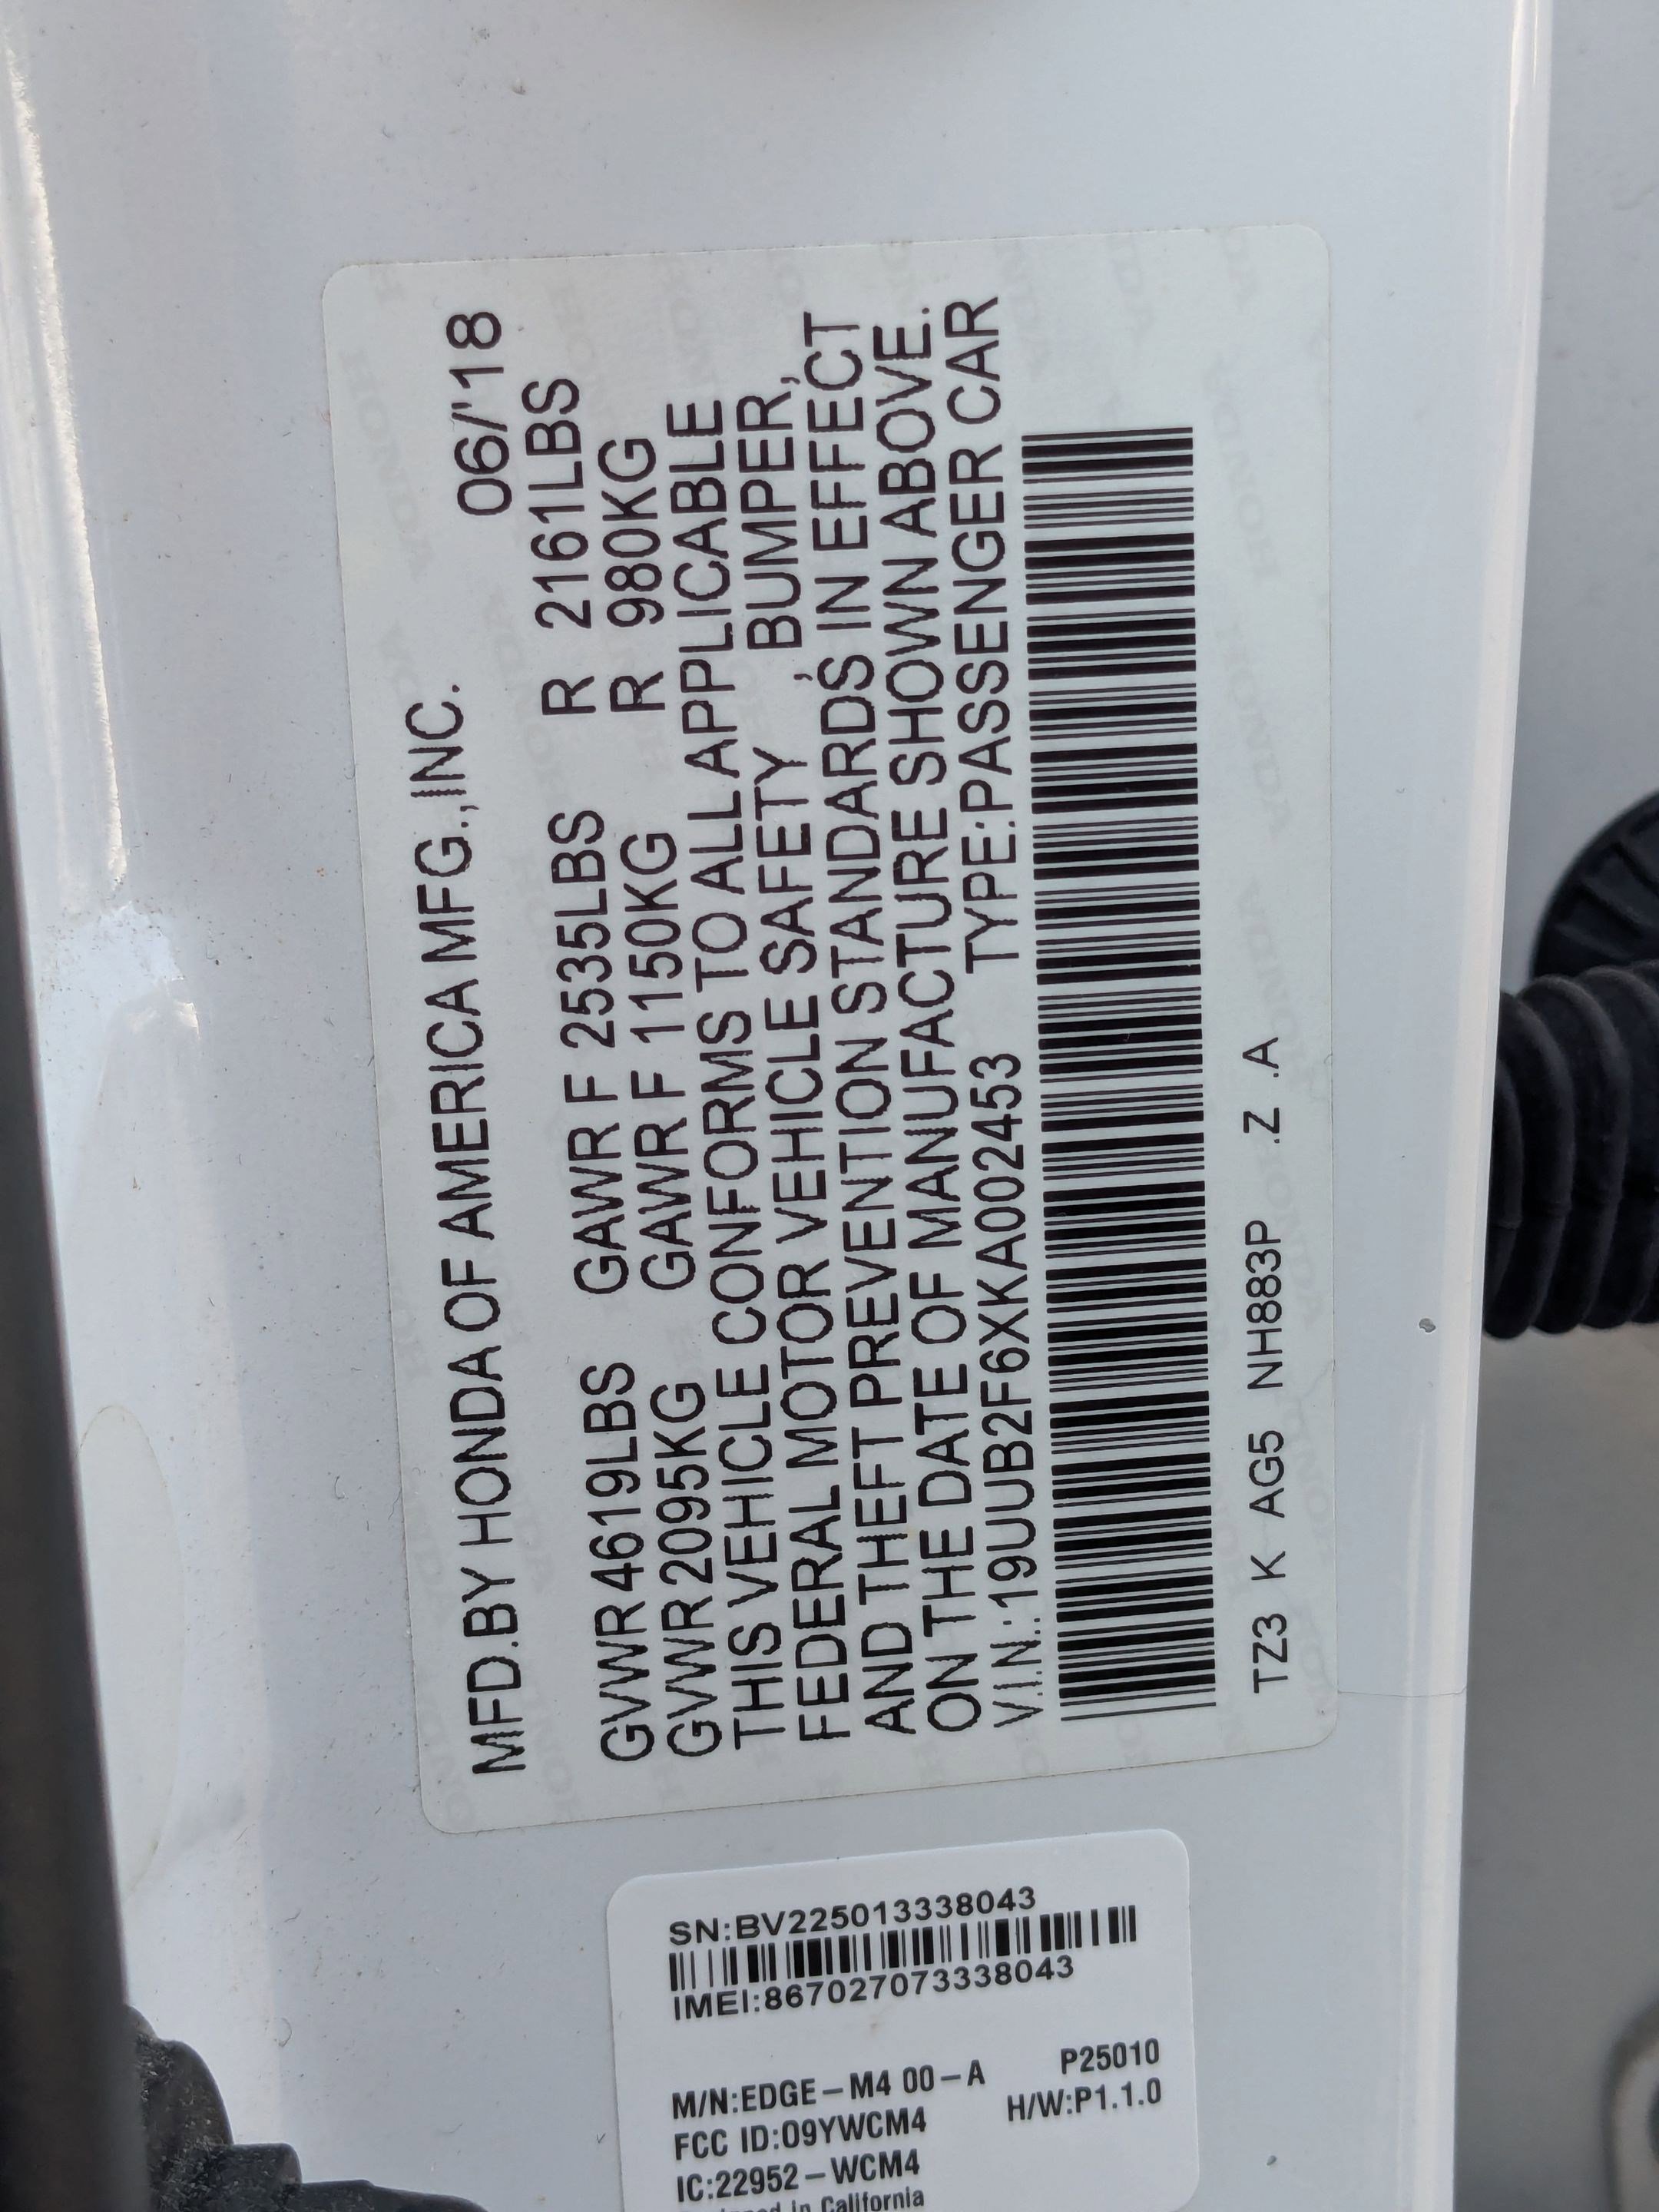 MFD.BY HONDA OF AMERICA MFG.,INC. 06/'18
GVWR 4619LBS GAWR F 2535LBS R 2161LBS
GVWR 2095KG GAWR F 1150KG R 980KG
THIS VEHICLE CONFORMS TO ALL APPLICABLE
FEDERAL MOTOR VEHICLE SAFETY , BUMPER,
AND THEFT PREVENTION STANDARDS IN EFFECT
ON THE DATE OF MANUFACTURE SHOWN ABOVE.
V.I.N.:19UUB2F6XKA002453 TYPE:PASSENGER CAR
TZ3 K AG5 NH883P .Z .A
SN:BV225013338043
IMEI:867027073338043
M/N:EDGE-M4 00-A P25010
FCC ID:O9YWCM4 H/W:P1.1.0
IC:22952-WCM4
in California